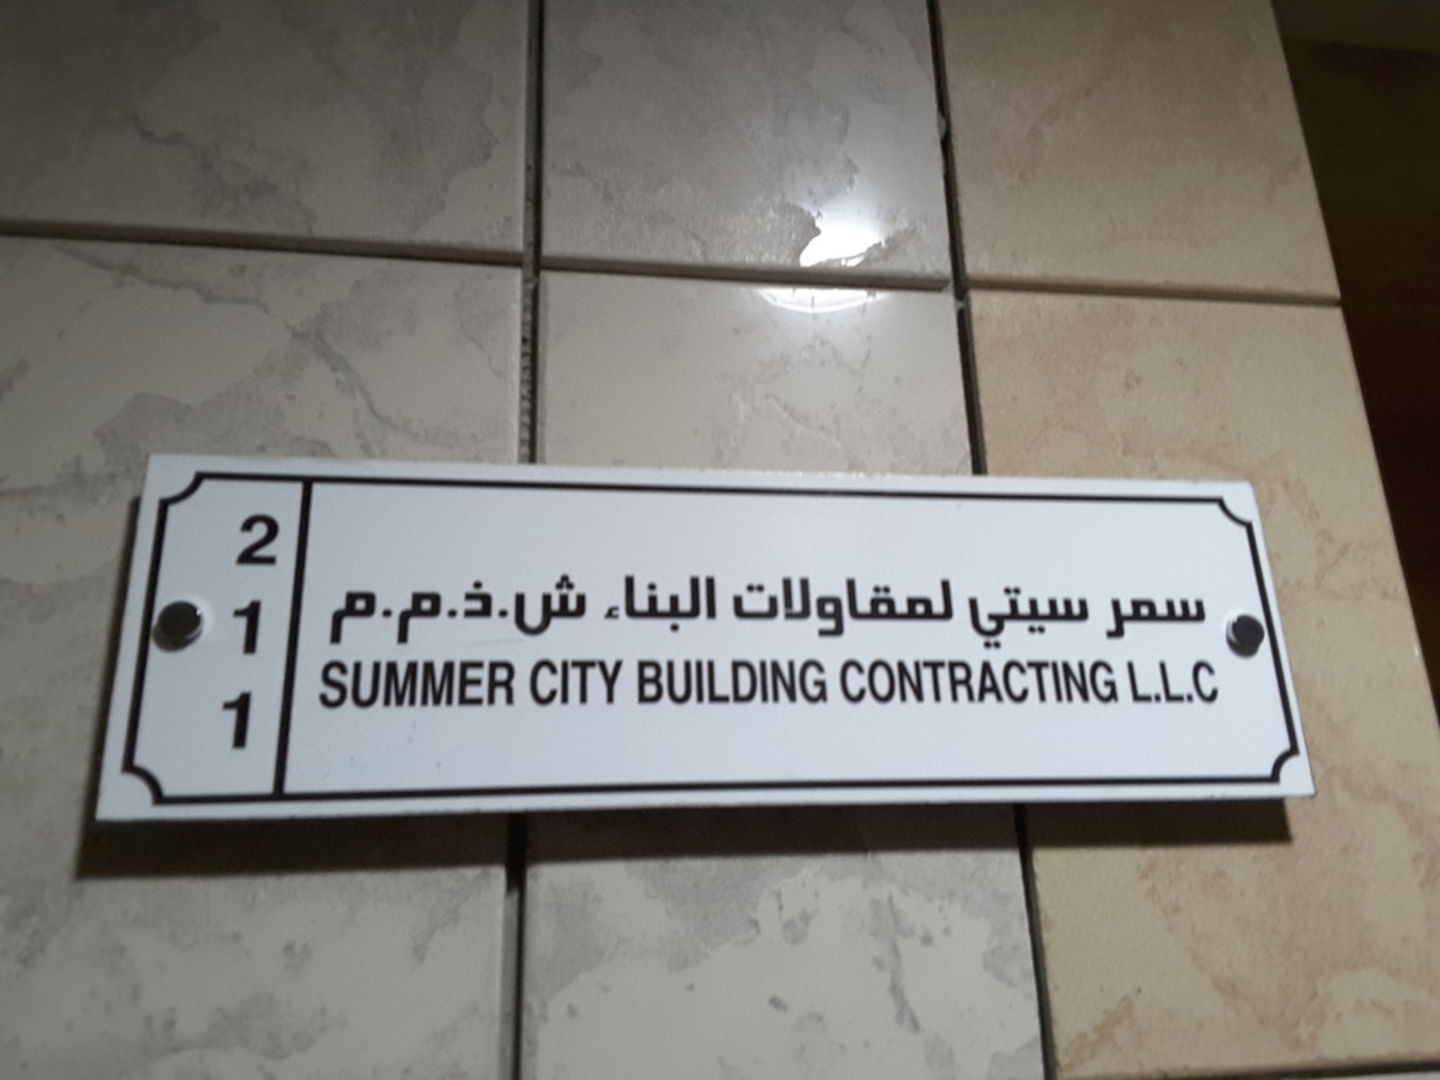 2
1
1
سمر سيتي لمقاولات البناء ش.ذ.م.م
SUMMER CITY BUILDING CONTRACTING L.L.C